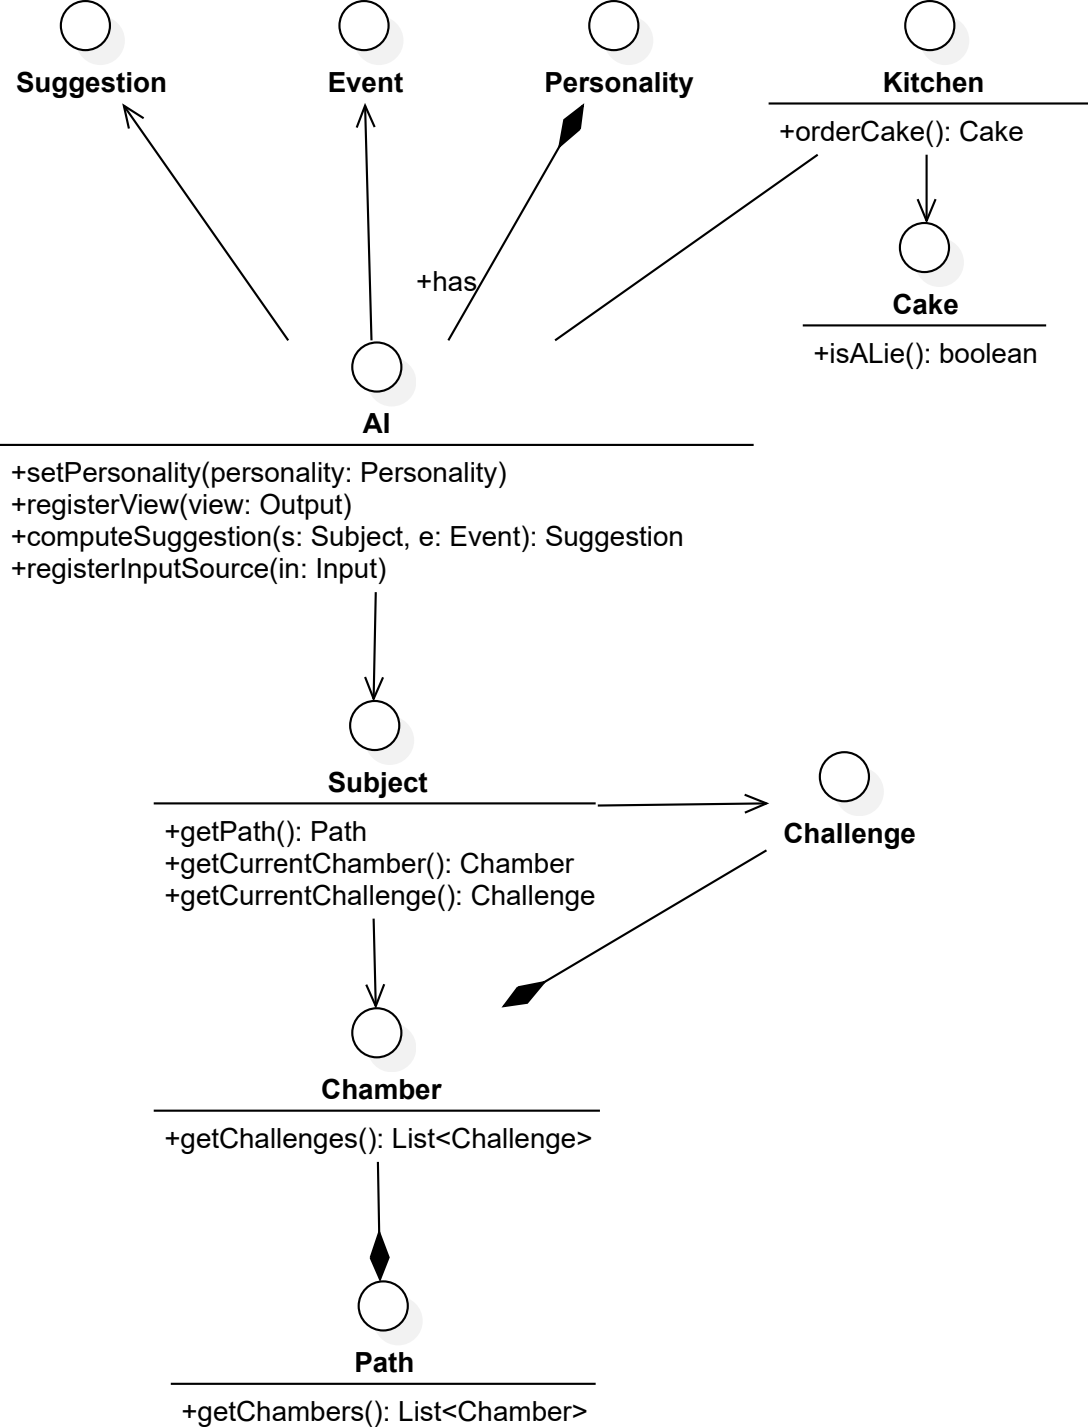 Suggestion
Event
Personality
Kitchen
+orderCake(): Cake
Cake
+isALie(): boolean
+has
AI
+setPersonality(personality: Personality)
+registerView(view: Output)
+computeSuggestion(s: Subject, e: Event): Suggestion
+registerInputSource(in: Input)
Subject
+getPath(): Path
+getCurrentChamber(): Chamber
+getCurrentChallenge(): Challenge
Challenge
Chamber
+getChallenges(): List<Challenge>
Path
+getChambers(): List<Chamber>